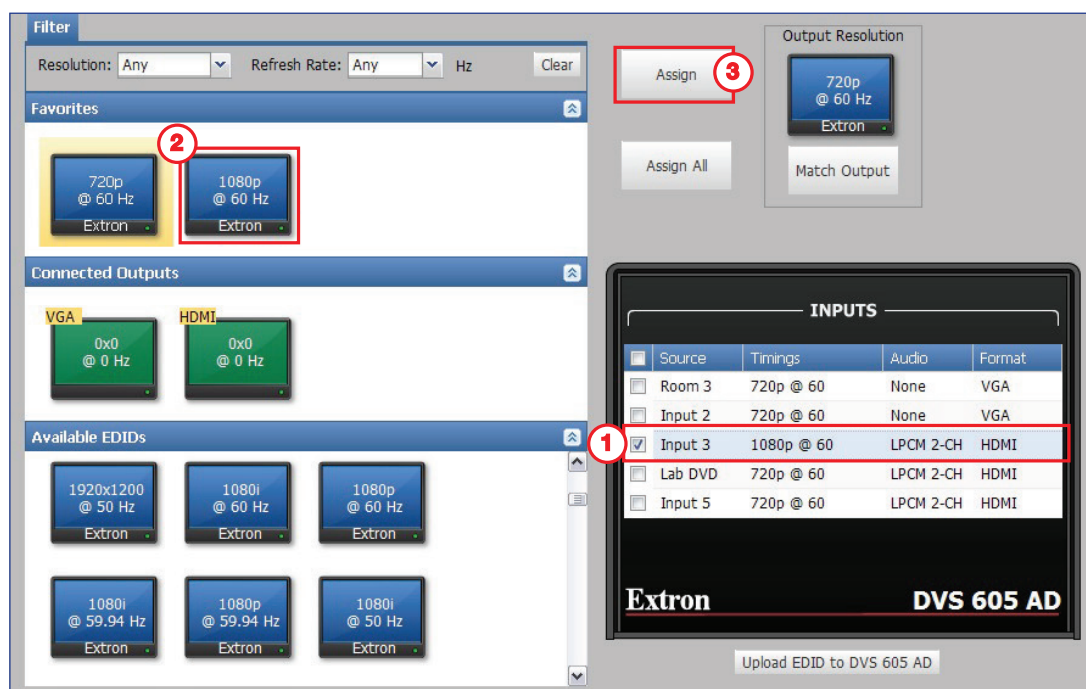 Filter
Resolution: Any Refresh Rate: Any Hz Clear
Favorites
2
720p
@ 60 Hz
Extron
1080p
@ 60 Hz
Extron
Connected Outputs
VGA
0x0
@ 0 Hz
HDMI
0x0
@ 0 Hz
Available EDIDs
1920x1200
@ 50 Hz
Extron
1080i
@ 60 Hz
Extron
1080p
@ 60 Hz
Extron
1080i
@ 59.94 Hz
Extron
1080p
@ 59.94 Hz
Extron
1080i
@ 50 Hz
Extron
Assign 3
Assign All
Output Resolution
720p
@ 60 Hz
Extron
Match Output
INPUTS
Source Timings Audio Format
Room 3 720p @ 60 None VGA
Input 2 720p @ 60 None VGA
1 Input 3 1080p @ 60 LPCM 2-CH HDMI
Lab DVD 720p @ 60 LPCM 2-CH HDMI
Input 5 720p @ 60 LPCM 2-CH HDMI
Extron DVS 605 AD
Upload EDID to DVS 605 AD